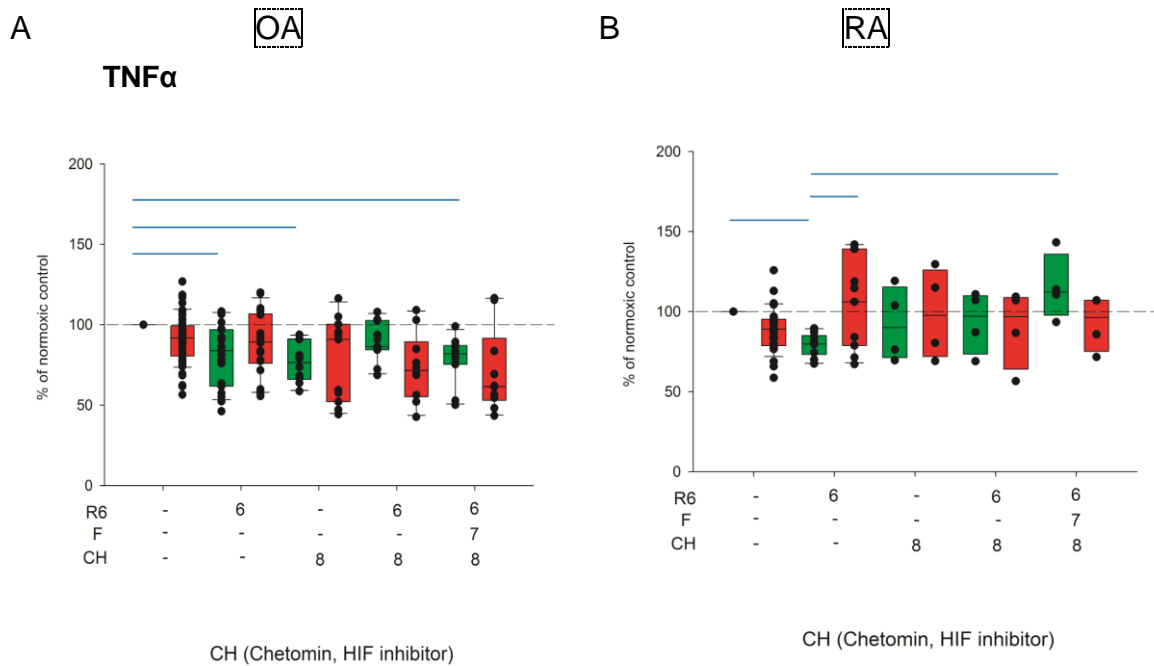 A OA
TNFα
% of normoxic control
200
150
100
50
0
R6 - 6 - 6 6
F - - - - 7
CH - - 8 8 8
CH (Chetomin, HIF inhibitor)
B RA
% of normoxic control
200
150
100
50
0
R6 - 6 - 6 6
F - - - - 7
CH - - 8 8 8
CH (Chetomin, HIF inhibitor)